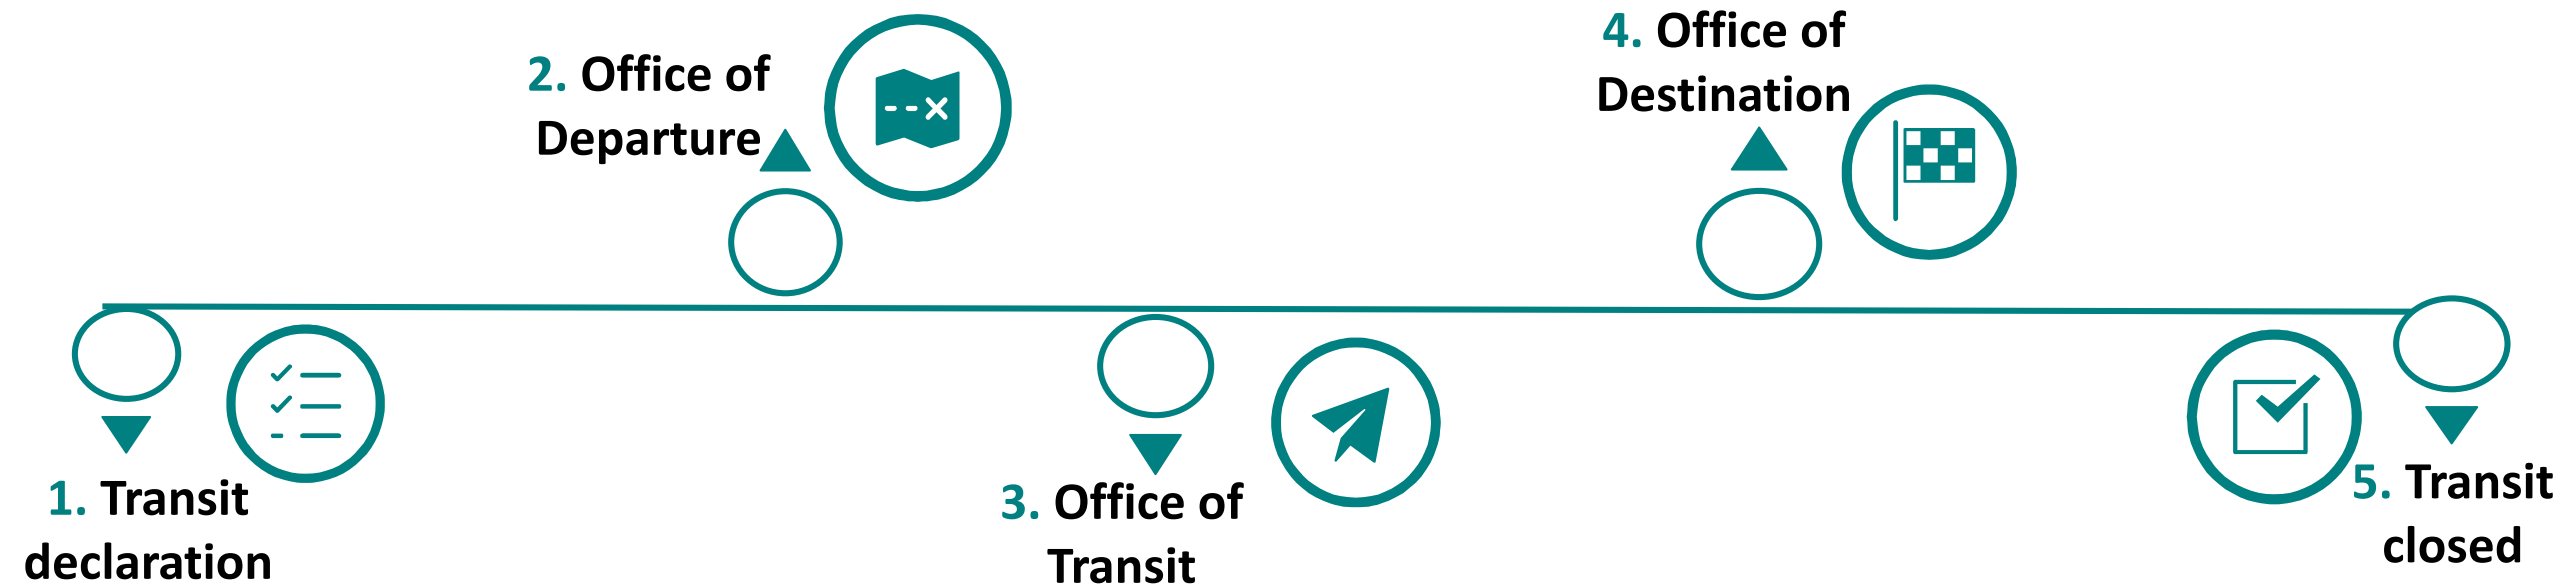 1. Transit
declaration
2. Office of
Departure
3. Office of
Transit
4. Office of
Destination
5. Transit
closed